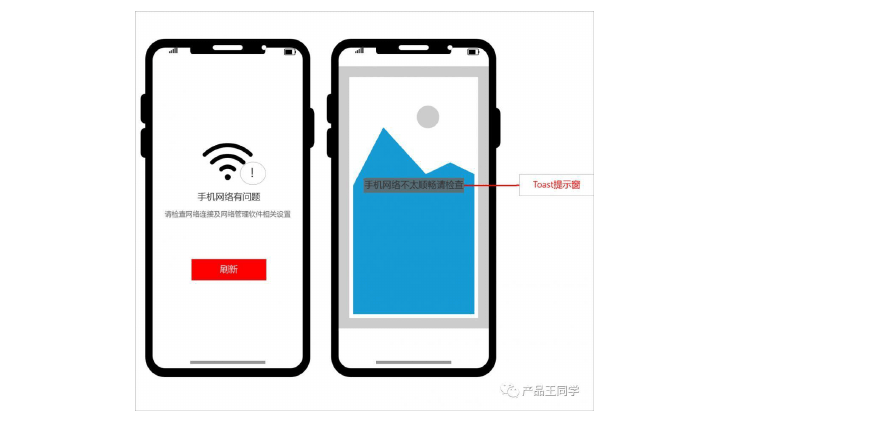 !
手机网络有问题
请检查网络连接及网络管理软件相关设置
刷新
手机网络不太顺畅请检查
Toast提示窗
产品王同学